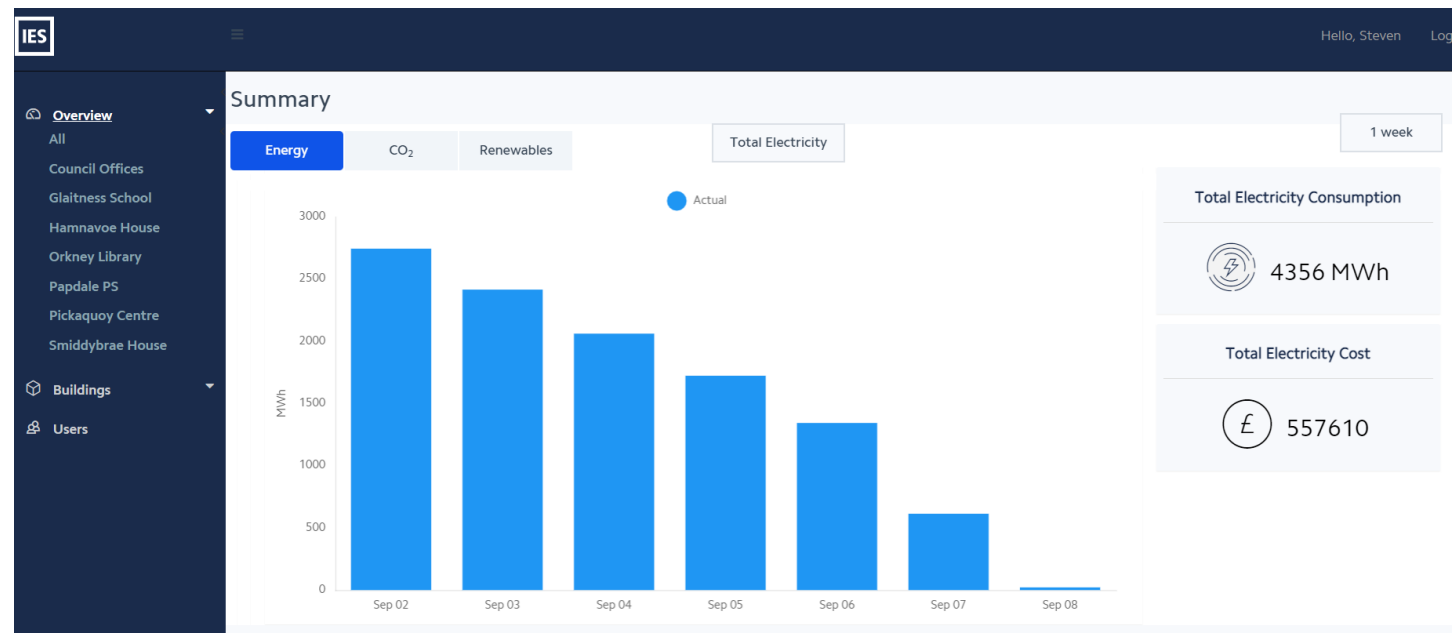 IES
Hello, Steven
Log
Overview
All
Council Offices
Glaitness School
Hamnavoe House
Orkney Library
Papdale PS
Pickaquoy Centre
Smiddybrae House
Buildings
Users
Summary
Energy
CO₂
Renewables
Total Electricity
1 week
Actual
MWh
3000
2500
2000
1500
1000
500
0
Sep 02
Sep 03
Sep 04
Sep 05
Sep 06
Sep 07
Sep 08
Total Electricity Consumption
4356 MWh
Total Electricity Cost
£ 557610